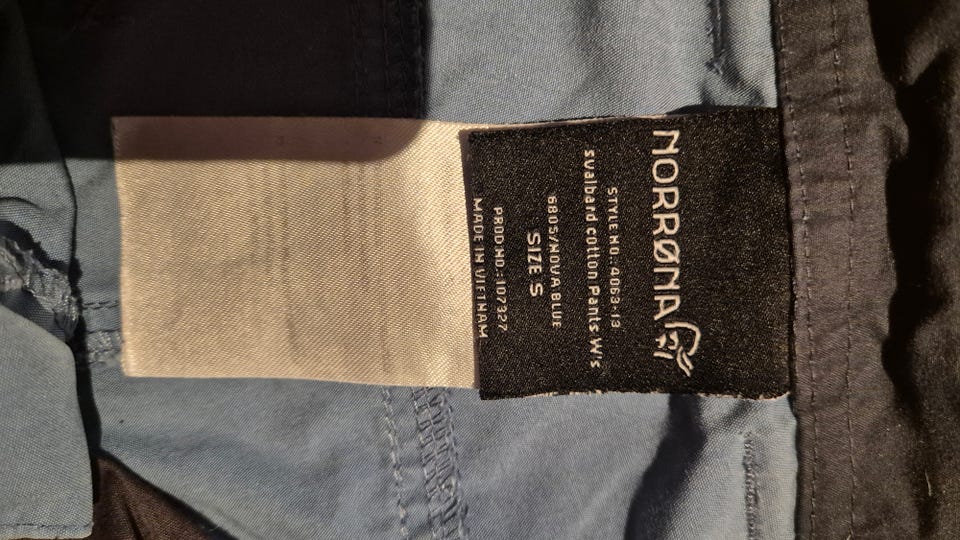 NORRØNA
svalbard cotton Pants W's
STYLE NO.: 4063-13
6805/NOVA BLUE
SIZE S
PROD NO.: 107327
MADE IN VIETNAM